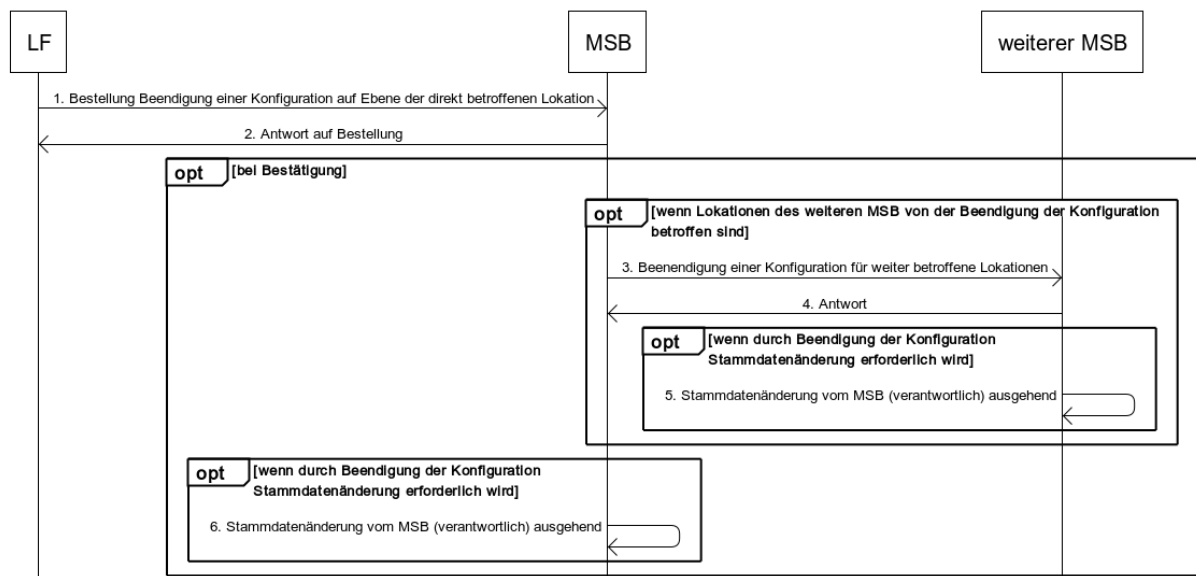 LF
MSB
weiterer MSB
1. Bestellung Beendigung einer Konfiguration auf Ebene der direkt betroffenen Lokation
2. Antwort auf Bestellung
opt
[bei Bestätigung]
opt
[wenn Lokationen des weiteren MSB von der Beendigung der Konfiguration
betroffen sind]
3. Beenendigung einer Konfiguration für weiter betroffene Lokationen
4. Antwort
opt
[wenn durch Beendigung der Konfiguration
Stammdatenänderung erforderlich wird]
5. Stammdatenänderung vom MSB (verantwortlich) ausgehend
opt
[wenn durch Beendigung der Konfiguration
Stammdatenänderung erforderlich wird]
6. Stammdatenänderung vom MSB (verantwortlich) ausgehend